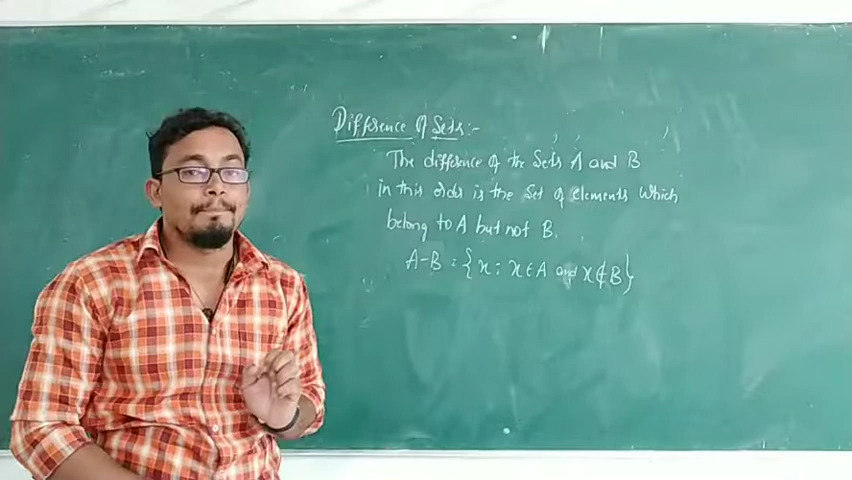 Difference of Sets:-
The difference of the Sets A and B
in this order is the Set of elements which
belong to A but not B.
A-B = {x : x ∈ A and x ∉ B}